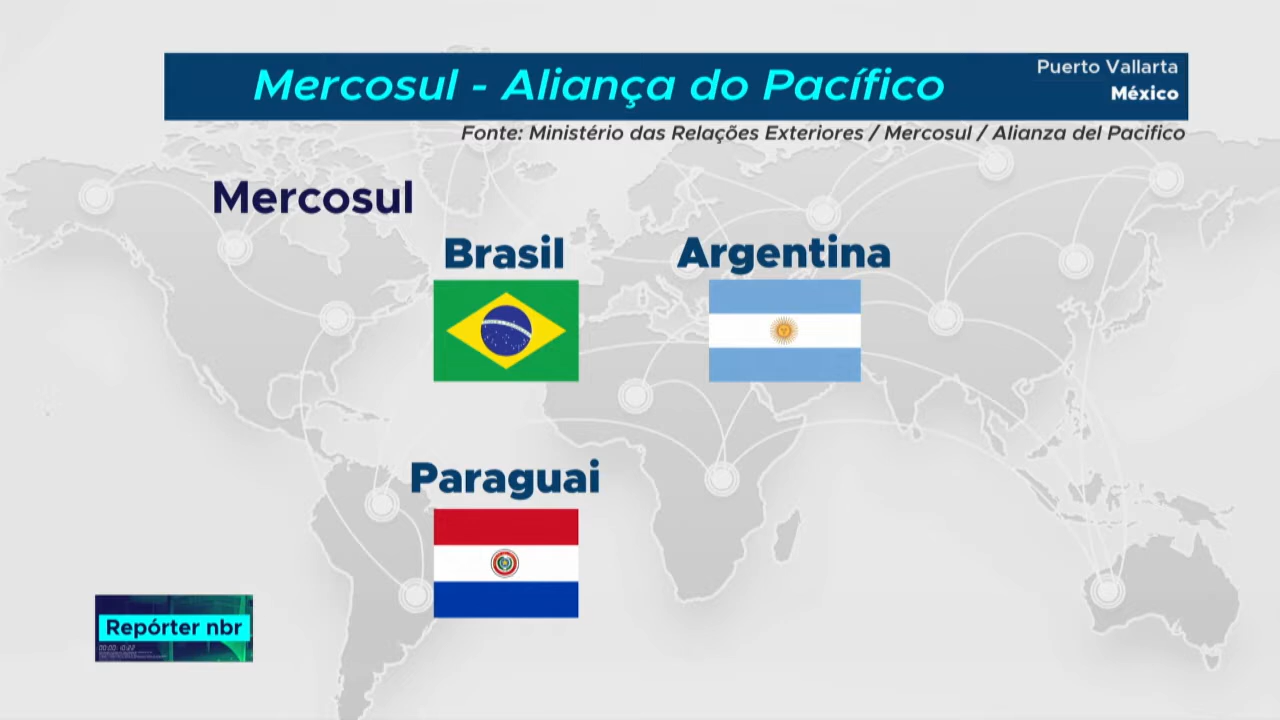 Mercosul - Aliança do Pacífico
Puerto Vallarta
México
Fonte: Ministério das Relações Exteriores / Mercosul / Alianza del Pacifico
Mercosul
Brasil
Argentina
Paraguai
Repórter nbr